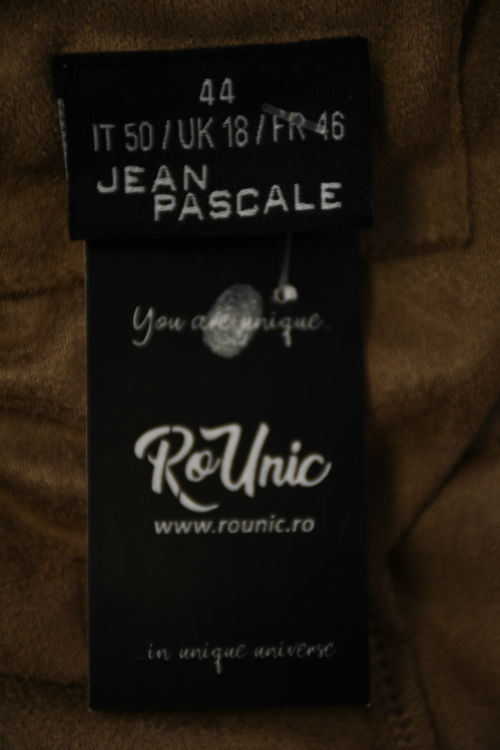 44
IT 50 / UK 18 / FR 46
JEAN
PASCALE
You are unique...
RoUnic
www.rounic.ro
...in unique universe